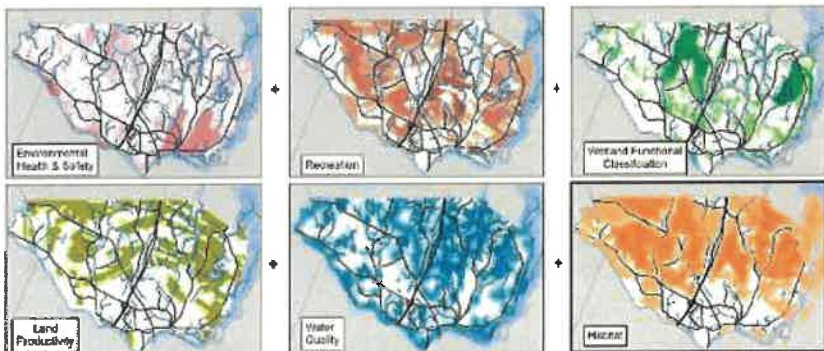 Environmental
Health & Safety
+
Recreation
+
Wetland Functional
Classification
Land
Productivity
+
Water
Quality
+
Habitat